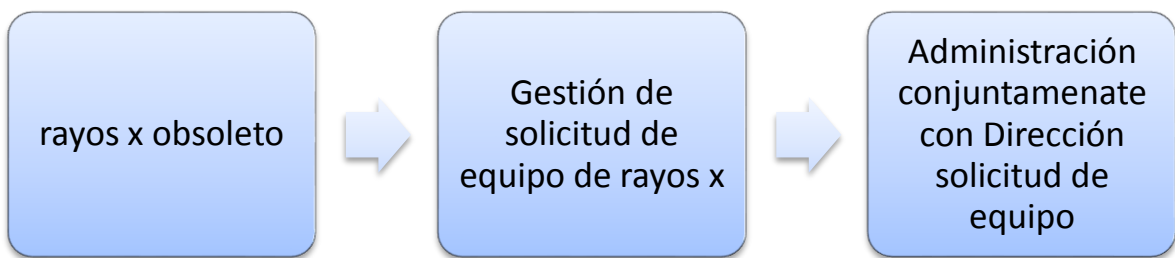 rayos x obsoleto
Gestión de
solicitud de
equipo de rayos x
Administración
conjuntamenate
con Dirección
solicitud de
equipo